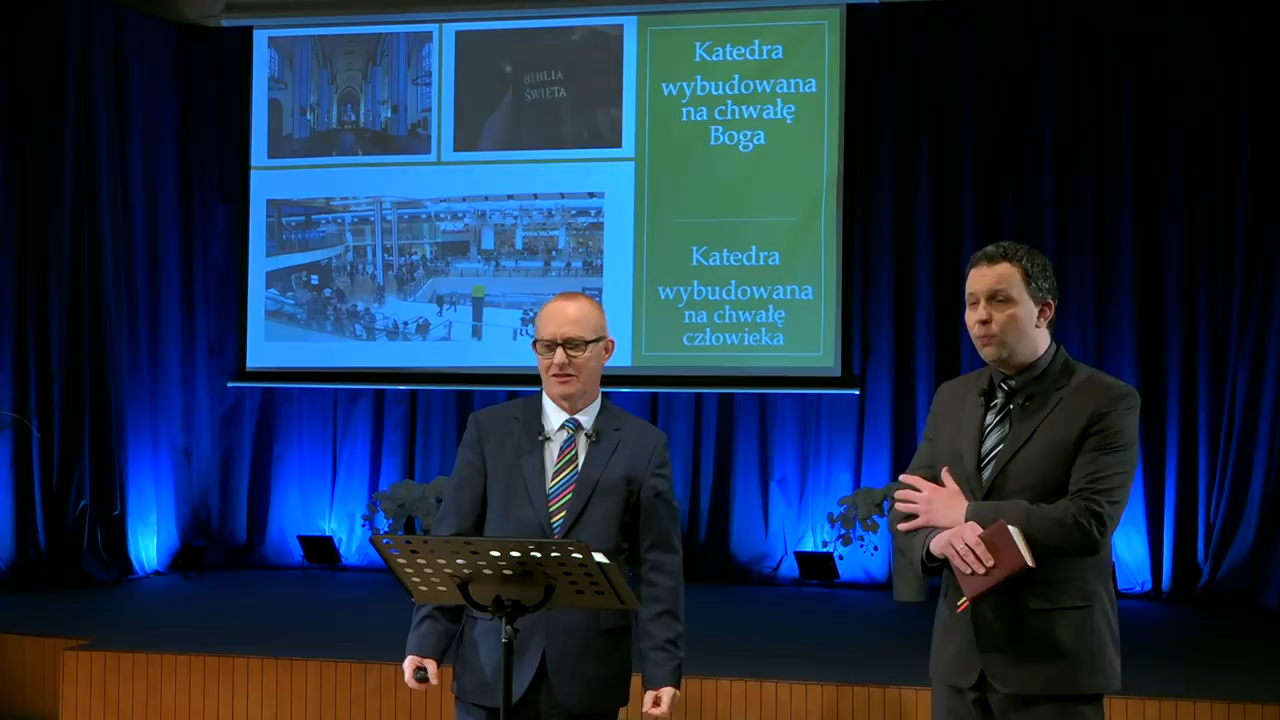 BIBLIA
ŚWIĘTA
Katedra
wybudowana
na chwałę
Boga
Katedra
wybudowana
na chwałę
człowieka